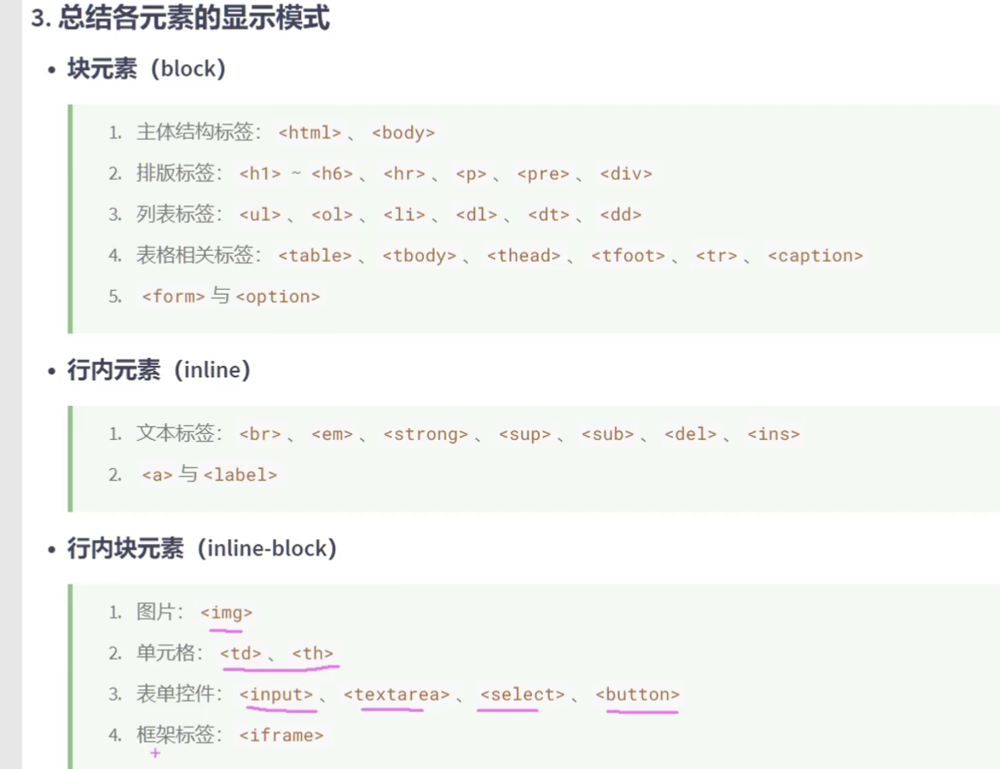 3. 总结各元素的显示模式
• 块元素（block）
1. 主体结构标签： <html> 、 <body>
2. 排版标签： <h1> ~ <h6> 、 <hr> 、 <p> 、 <pre> 、 <div>
3. 列表标签： <ul> 、 <ol> 、 <li> 、 <dl> 、 <dt> 、 <dd>
4. 表格相关标签： <table> 、 <tbody> 、 <thead> 、 <tfoot> 、 <tr> 、 <caption>
5. <form> 与 <option>
• 行内元素（inline）
1. 文本标签： <br> 、 <em> 、 <strong> 、 <sup> 、 <sub> 、 <del> 、 <ins>
2. <a> 与 <label>
• 行内块元素（inline-block）
1. 图片： <img>
2. 单元格： <td> 、 <th>
3. 表单控件： <input> 、 <textarea> 、 <select> 、 <button>
4. 框架标签： <iframe>